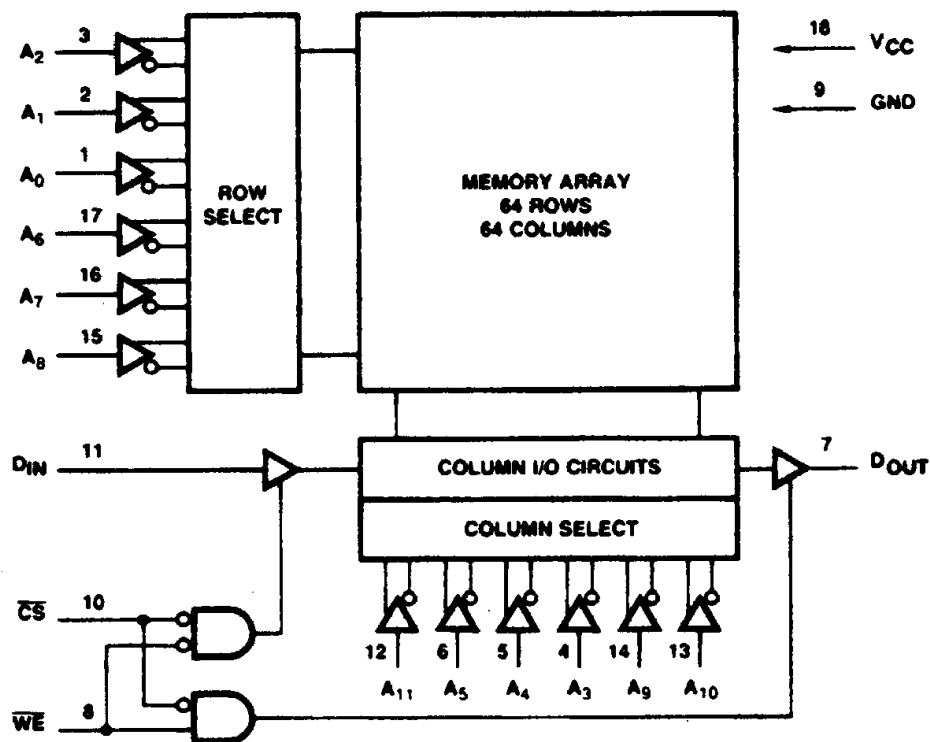 A2 3
A1 2
A0 1
A6 17
A7 16
A8 15
ROW
SELECT
MEMORY ARRAY
64 ROWS
64 COLUMNS
18 VCC
9 GND
DIN 11
COLUMN I/O CIRCUITS
7 DOUT
COLUMN SELECT
12 6 5 4 14 13
A11 A5 A4 A3 A9 A10
C̅S̅ 10
W̅E̅ 8